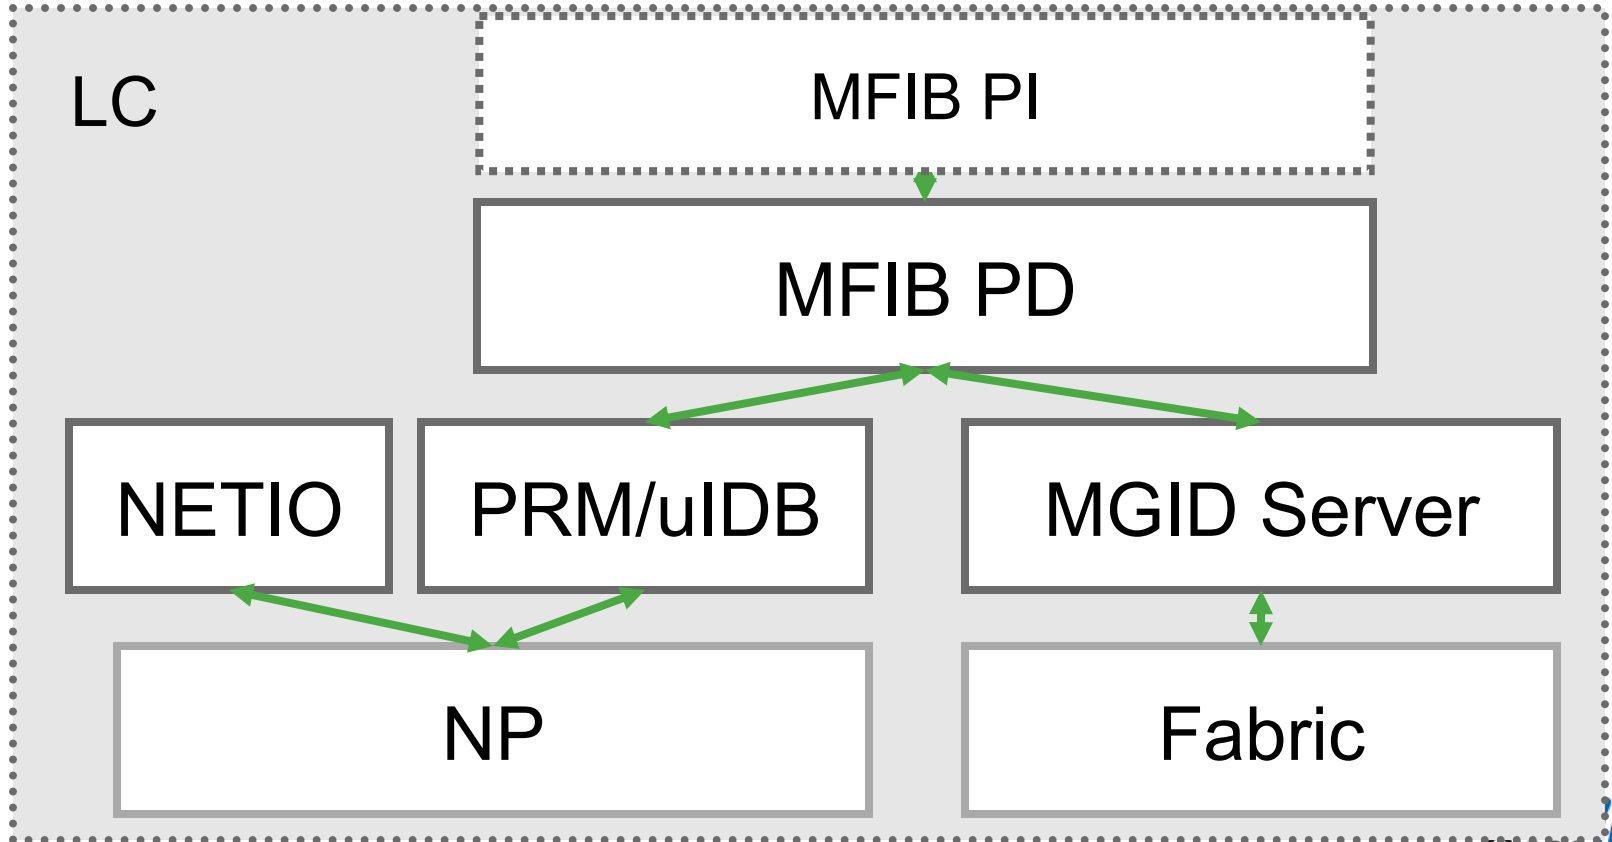 LC
MFIB PI
MFIB PD
NETIO
PRM/uIDB
MGID Server
NP
Fabric